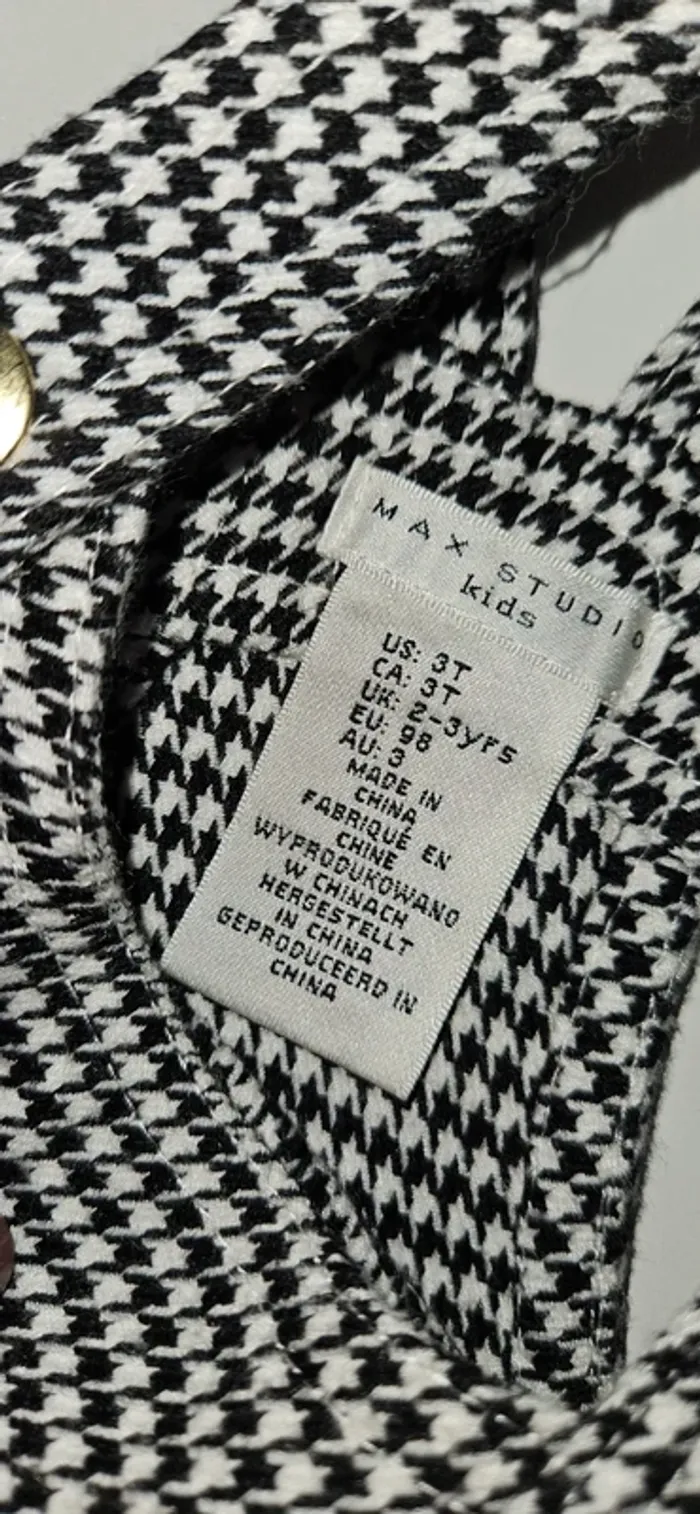 MAX STUDIO
kids
US: 3T
CA: 3T
UK: 2-3yrs
EU: 98
AU: 3
MADE IN
CHINA
FABRIQUÉ EN
CHINE
WYPRODUKOWANO
W CHINACH
HERGESTELLT
IN CHINA
GEPRODUCEERD IN
CHINA